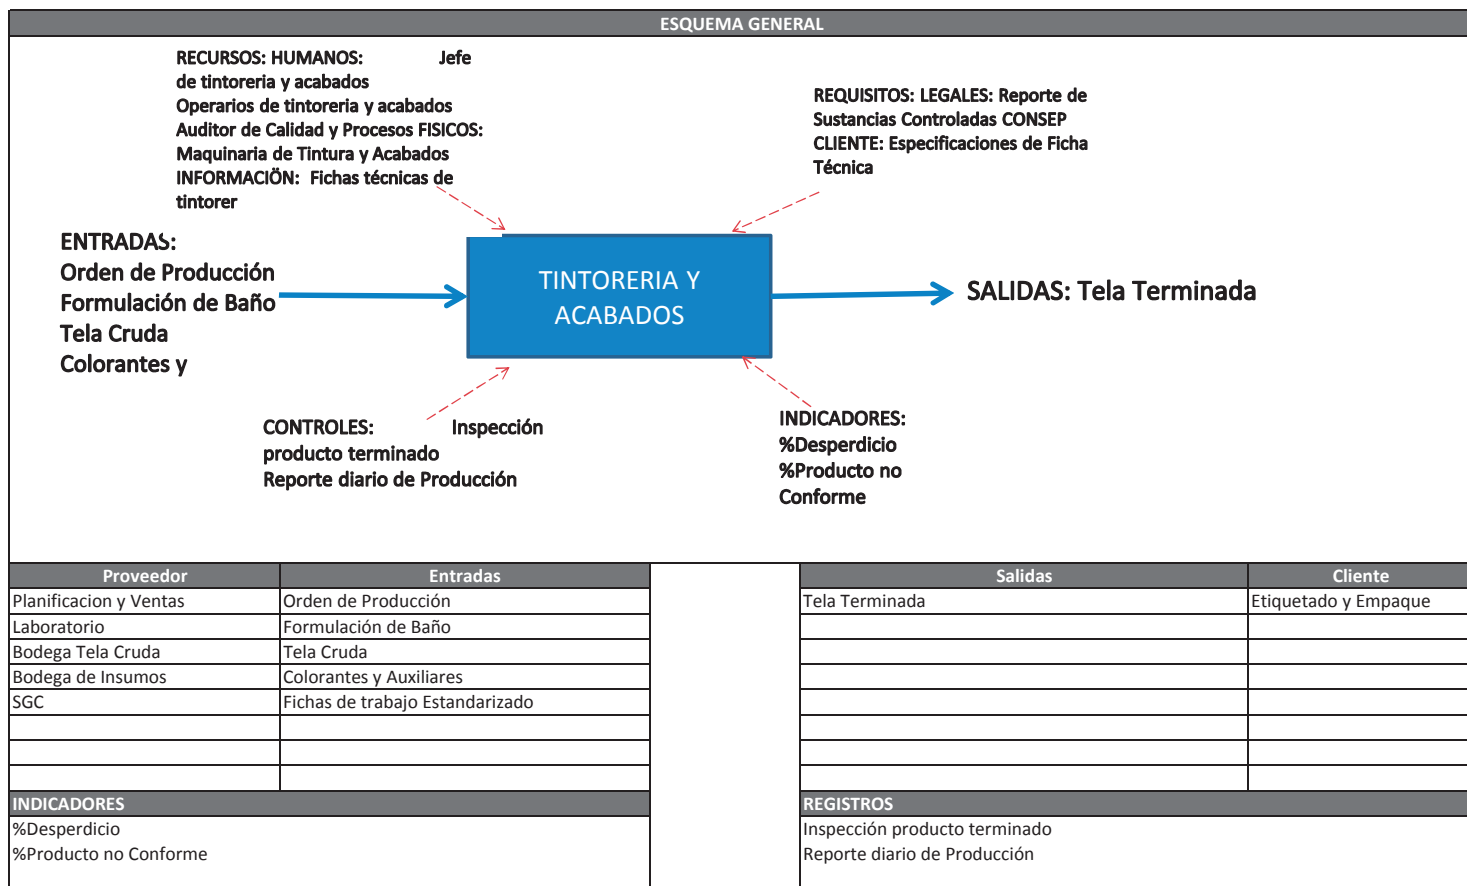 ESQUEMA GENERAL
RECURSOS: HUMANOS: Jefe
de tintoreria y acabados
Operarios de tintoreria y acabados
Auditor de Calidad y Procesos FISICOS:
Maquinaria de Tintura y Acabados
INFORMACIÖN: Fichas técnicas de
tintorer
REQUISITOS: LEGALES: Reporte de
Sustancias Controladas CONSEP
CLIENTE: Especificaciones de Ficha
Técnica
ENTRADAS:
Orden de Producción
Formulación de Baño
Tela Cruda
Colorantes y
TINTORERIA Y
ACABADOS
SALIDAS: Tela Terminada
CONTROLES: Inspección
producto terminado
Reporte diario de Producción
INDICADORES:
%Desperdicio
%Producto no
Conforme
Proveedor Entradas Salidas Cliente
Planificacion y Ventas Orden de Producción Tela Terminada Etiquetado y Empaque
Laboratorio Formulación de Baño
Bodega Tela Cruda Tela Cruda
Bodega de Insumos Colorantes y Auxiliares
SGC Fichas de trabajo Estandarizado
INDICADORES REGISTROS
%Desperdicio Inspección producto terminado
%Producto no Conforme Reporte diario de Producción